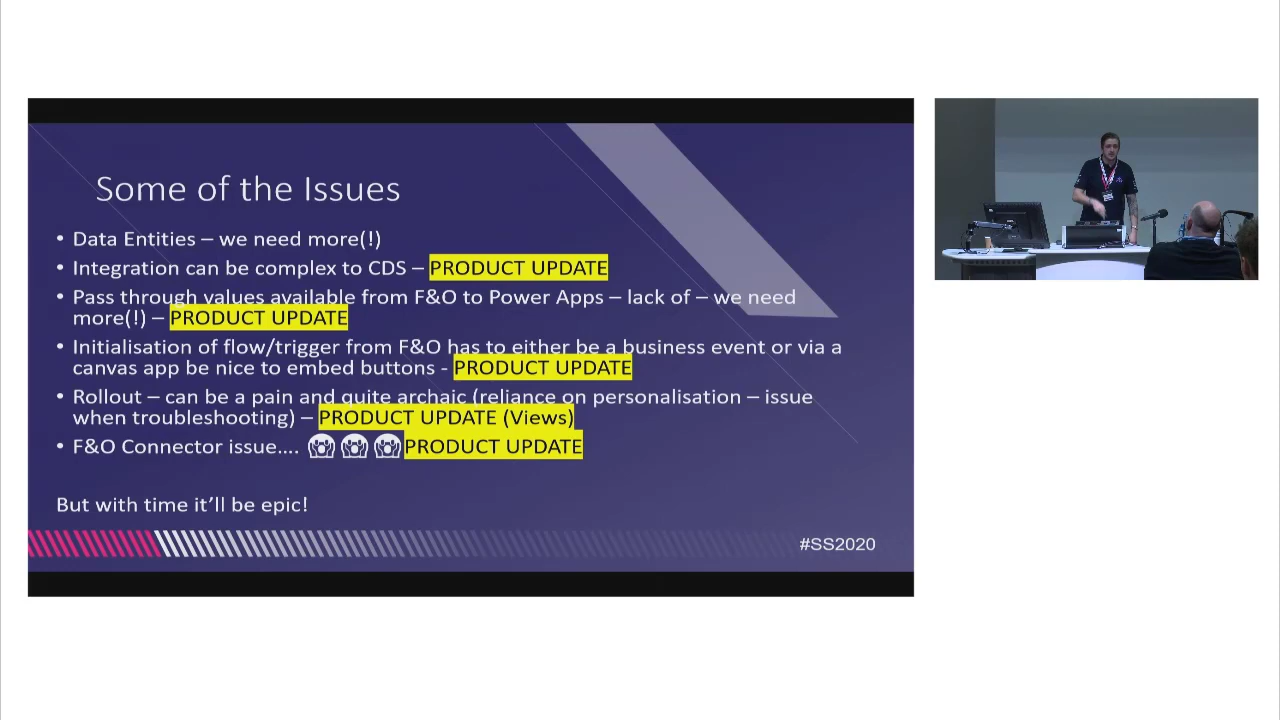 Some of the Issues
• Data Entities – we need more(!)
• Integration can be complex to CDS – PRODUCT UPDATE
• Pass through values available from F&O to Power Apps – lack of – we need
more(!) – PRODUCT UPDATE
• Initialisation of flow/trigger from F&O has to either be a business event or via a
canvas app be nice to embed buttons - PRODUCT UPDATE
• Rollout – can be a pain and quite archaic (reliance on personalisation – issue
when troubleshooting) – PRODUCT UPDATE (Views)
• F&O Connector issue.... 😱 😱 😱 PRODUCT UPDATE
But with time it’ll be epic!
#SS2020